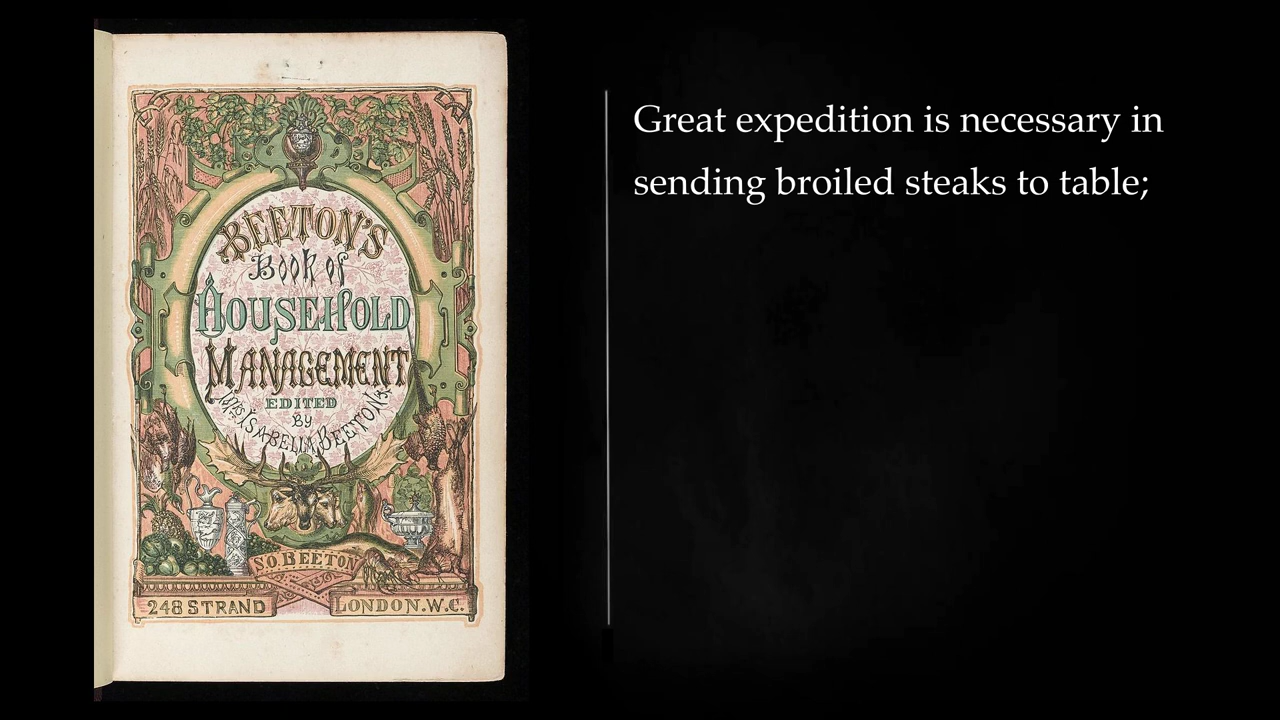 BEETON'S
Book of
HOUSEHOLD
MANAGEMENT
EDITED
BY
MRS ISABELLA BEETON
S.O. BEETON
248 STRAND
LONDON. W.C.
Great expedition is necessary in
sending broiled steaks to table;